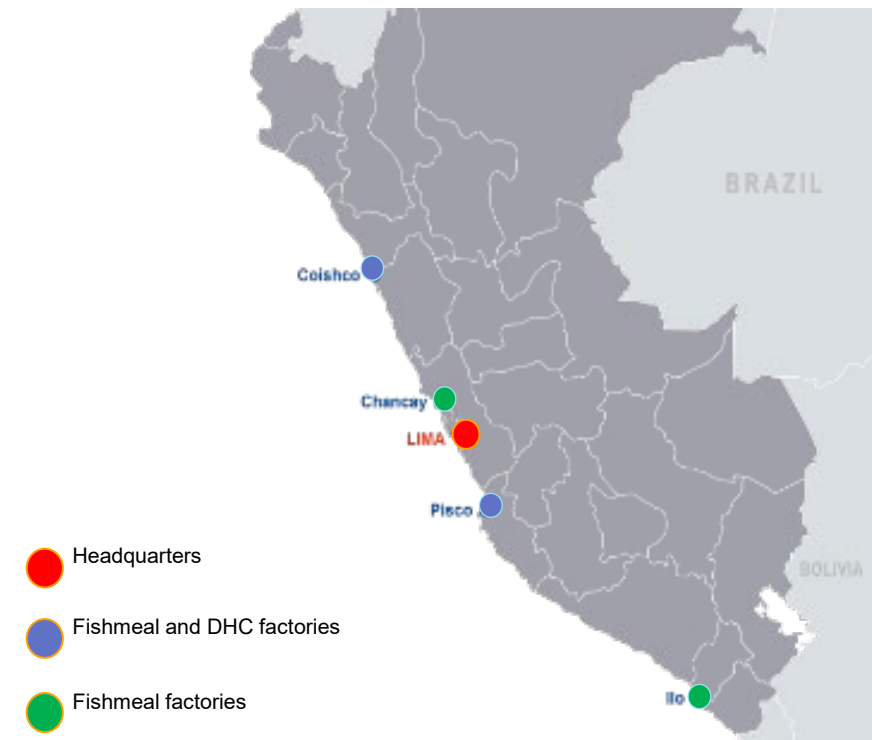 BRAZIL
Coishco
Chancay
LIMA
Pisco
BOLIVIA
Ilo
Headquarters
Fishmeal and DHC factories
Fishmeal factories